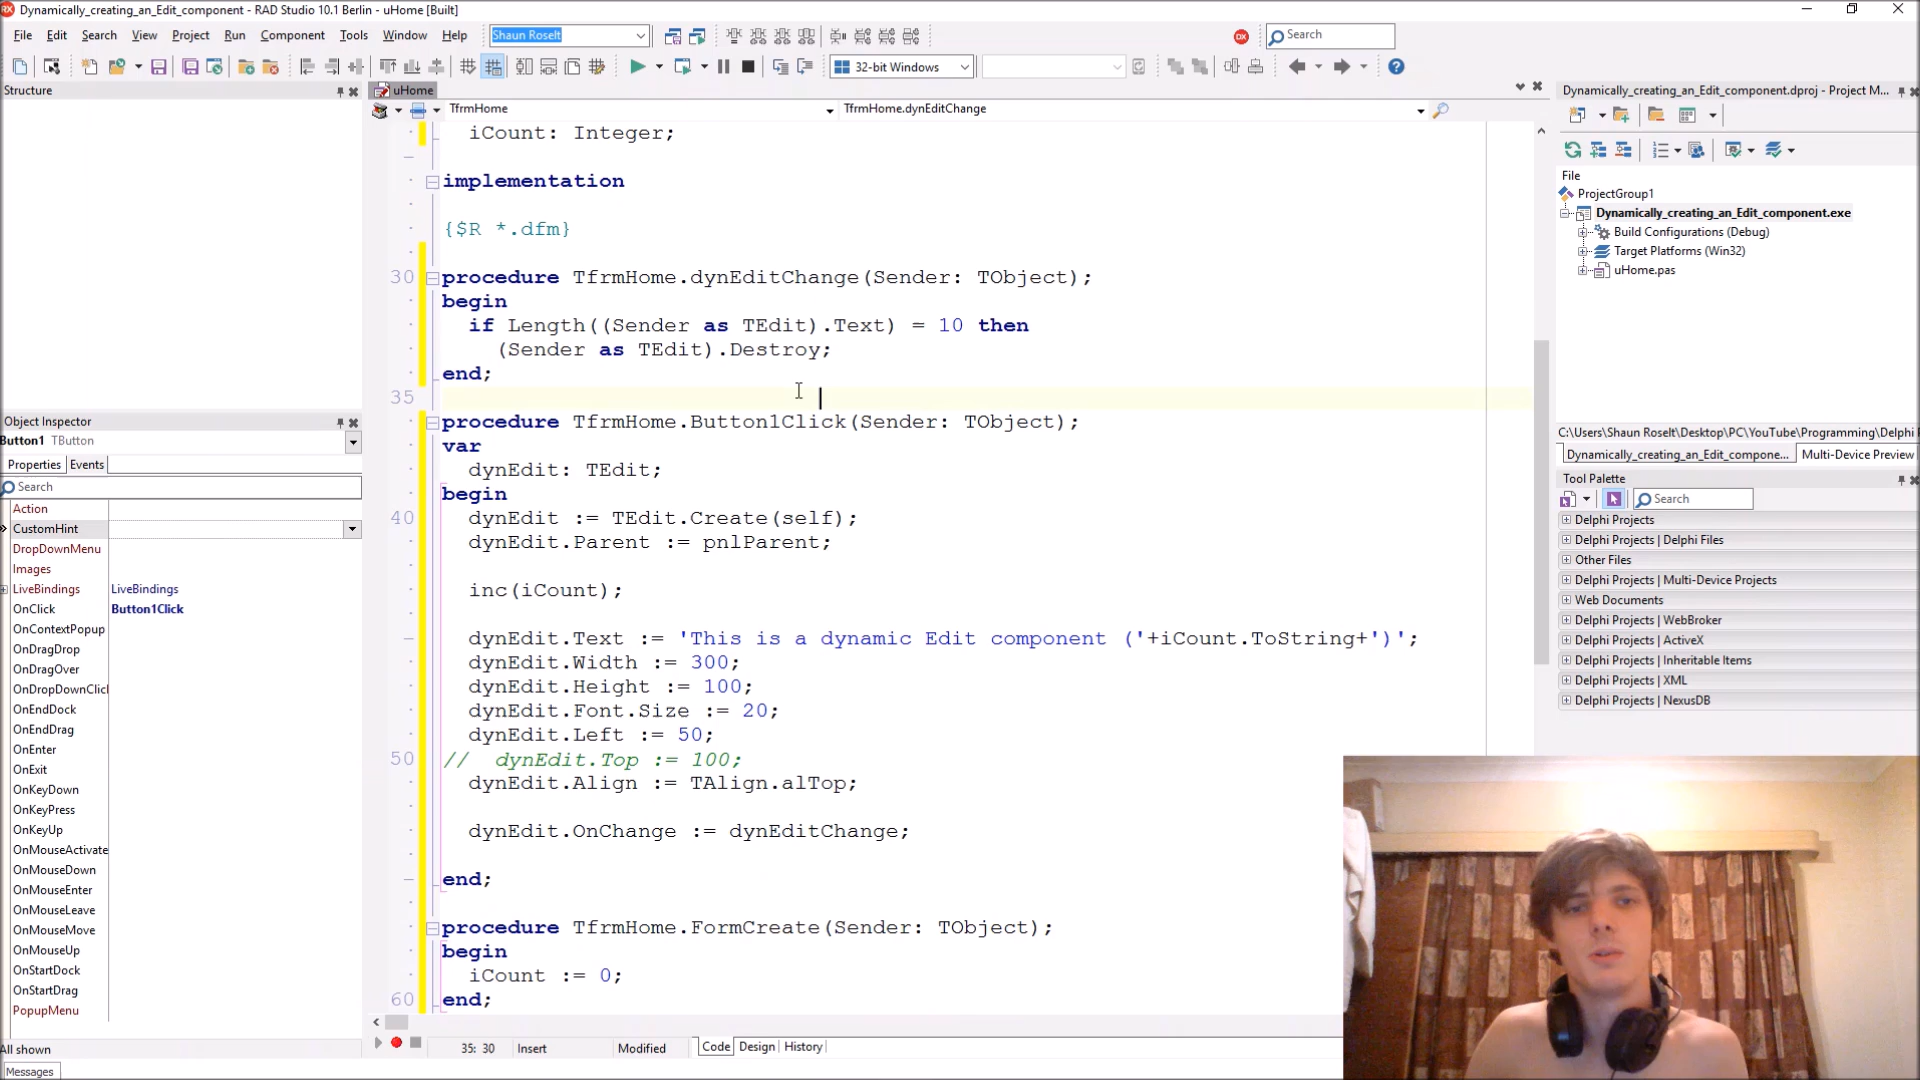 Dynamically_creating_an_Edit_component - RAD Studio 10.1 Berlin - uHome [Built]
File Edit Search View Project Run Component Tools Window Help Shaun Roselt Search
32-bit Windows
Structure
uHome
TfrmHome TfrmHome.dynEditChange
iCount: Integer;
implementation
{$R *.dfm}
30 procedure TfrmHome.dynEditChange(Sender: TObject);
begin
if Length((Sender as TEdit).Text) = 10 then
(Sender as TEdit).Destroy;
end;
35
procedure TfrmHome.Button1Click(Sender: TObject);
var
dynEdit: TEdit;
begin
40 dynEdit := TEdit.Create(self);
dynEdit.Parent := pnlParent;
inc(iCount);
dynEdit.Text := 'This is a dynamic Edit component ('+iCount.ToString+')';
dynEdit.Width := 300;
dynEdit.Height := 100;
dynEdit.Font.Size := 20;
dynEdit.Left := 50;
50 // dynEdit.Top := 100;
dynEdit.Align := TAlign.alTop;
dynEdit.OnChange := dynEditChange;
end;
procedure TfrmHome.FormCreate(Sender: TObject);
begin
iCount := 0;
60 end;
35: 30 Insert Modified Code Design History
Object Inspector
Button1 TButton
Properties Events
Search
Action
CustomHint
DropDownMenu
Images
LiveBindings LiveBindings
OnClick Button1Click
OnContextPopup
OnDragDrop
OnDragOver
OnDropDownClic
OnEndDock
OnEndDrag
OnEnter
OnExit
OnKeyDown
OnKeyPress
OnKeyUp
OnMouseActivate
OnMouseDown
OnMouseEnter
OnMouseLeave
OnMouseMove
OnMouseUp
OnStartDock
OnStartDrag
PopupMenu
All shown
Messages
Dynamically_creating_an_Edit_component.dproj - Project M...
File
ProjectGroup1
Dynamically_creating_an_Edit_component.exe
Build Configurations (Debug)
Target Platforms (Win32)
uHome.pas
C:\Users\Shaun Roselt\Desktop\PC\YouTube\Programming\Delphi P
Dynamically_creating_an_Edit_compone... Multi-Device Preview
Tool Palette
Search
Delphi Projects
Delphi Projects | Delphi Files
Other Files
Delphi Projects | Multi-Device Projects
Web Documents
Delphi Projects | WebBroker
Delphi Projects | ActiveX
Delphi Projects | Inheritable Items
Delphi Projects | XML
Delphi Projects | NexusDB